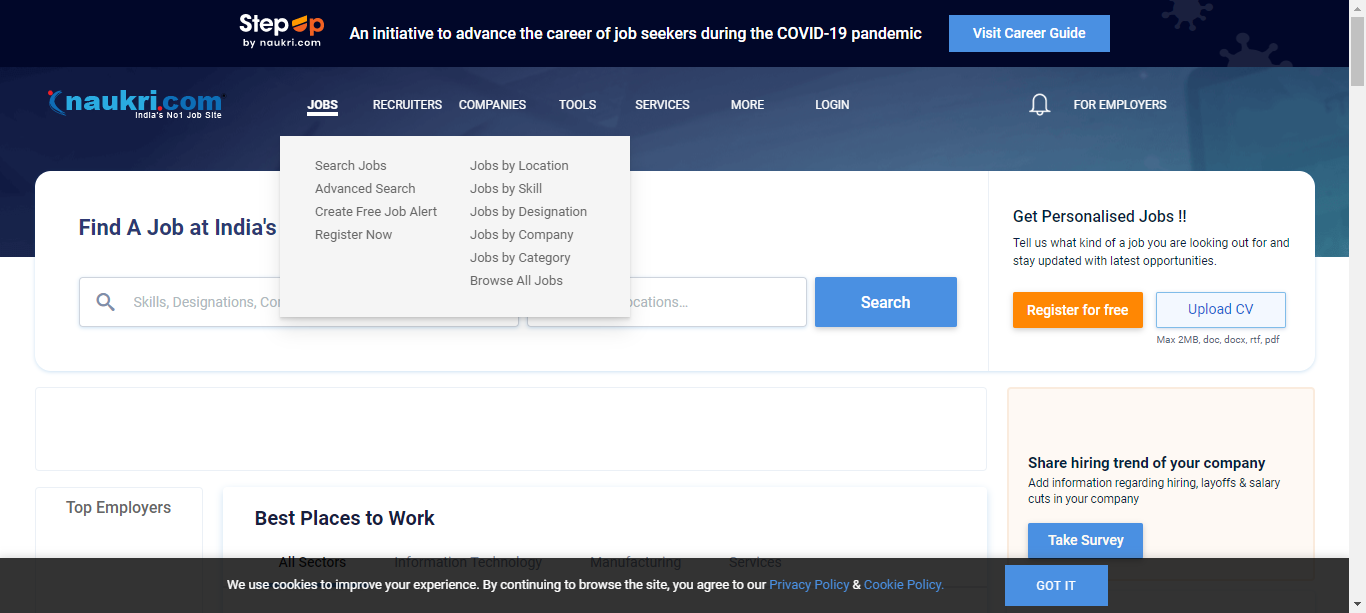 StepUp
by naukri.com
An initiative to advance the career of job seekers during the COVID-19 pandemic
Visit Career Guide
naukri.com
India's No1 Job Site
JOBS
RECRUITERS
COMPANIES
TOOLS
SERVICES
MORE
LOGIN
FOR EMPLOYERS
Search Jobs
Advanced Search
Create Free Job Alert
Register Now
Jobs by Location
Jobs by Skill
Jobs by Designation
Jobs by Company
Jobs by Category
Browse All Jobs
Find A Job at India's
Skills, Designations,
ocations...
Search
Get Personalised Jobs !!
Tell us what kind of a job you are looking out for and
stay updated with latest opportunities.
Register for free
Upload CV
Max 2MB, doc, docx, rtf, pdf
Share hiring trend of your company
Add information regarding hiring, layoffs & salary
cuts in your company
Take Survey
Top Employers
Best Places to Work
All Sectors
Information Technology
Manufacturing
Services
We use cookies to improve your experience. By continuing to browse the site, you agree to our Privacy Policy & Cookie Policy.
GOT IT